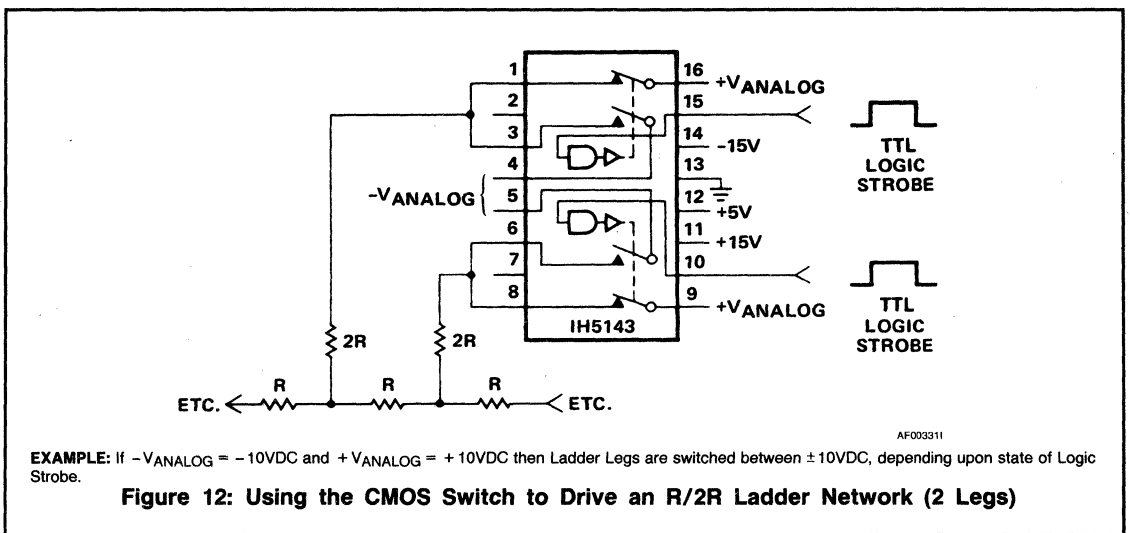 1
2
3
4
5
6
7
8
16
15
14
13
12
11
10
9
+VANALOG
-15V
+5V
+15V
+VANALOG
-VANALOG
IH5143
TTL
LOGIC
STROBE
TTL
LOGIC
STROBE
2R
2R
ETC.
R
R
R
ETC.
AF00331I
EXAMPLE: If -VANALOG = -10VDC and +VANALOG = +10VDC then Ladder Legs are switched between ±10VDC, depending upon state of Logic
Strobe.
Figure 12: Using the CMOS Switch to Drive an R/2R Ladder Network (2 Legs)